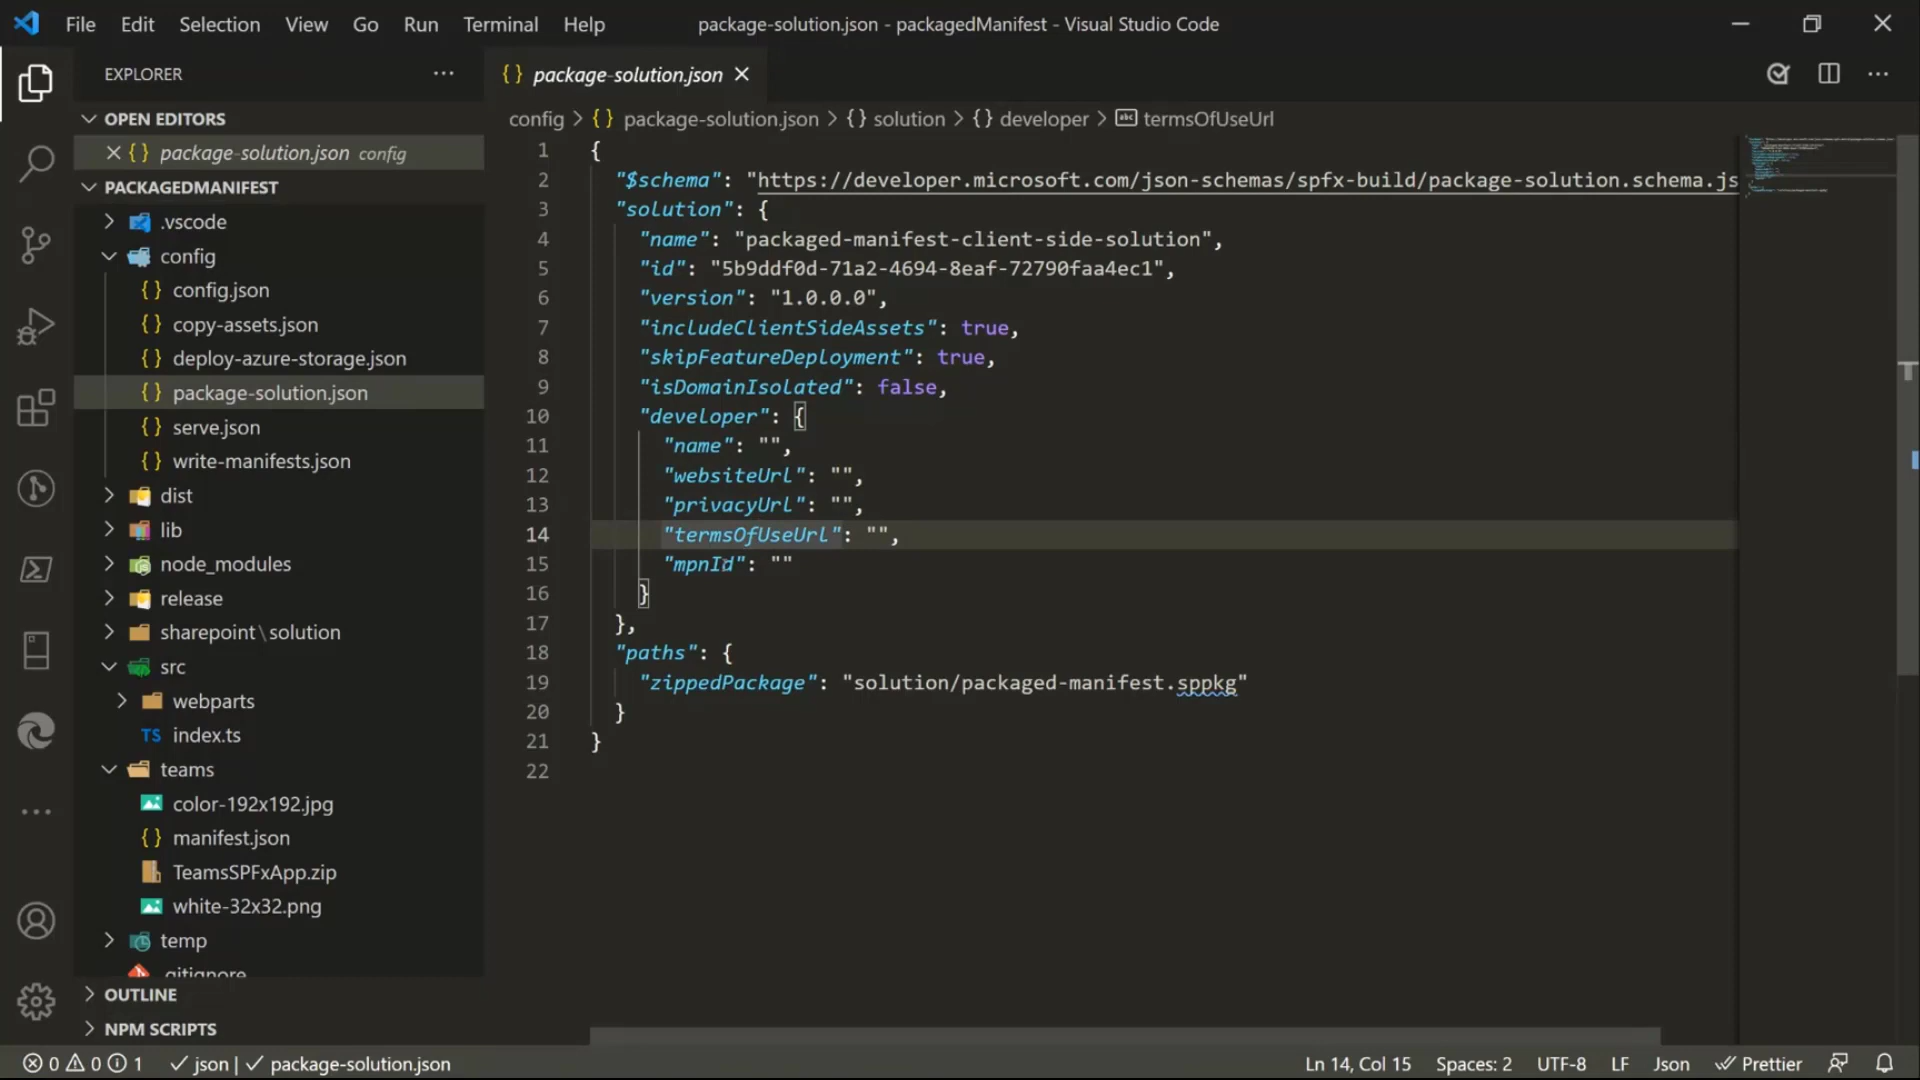 File Edit Selection View Go Run Terminal Help
package-solution.json - packagedManifest - Visual Studio Code
EXPLORER
OPEN EDITORS
package-solution.json config
PACKAGEDMANIFEST
.vscode
config
config.json
copy-assets.json
deploy-azure-storage.json
package-solution.json
serve.json
write-manifests.json
dist
lib
node_modules
release
sharepoint\solution
src
webparts
TS index.ts
teams
color-192x192.jpg
manifest.json
TeamsSPFxApp.zip
white-32x32.png
temp
.gitignore
OUTLINE
NPM SCRIPTS
{} package-solution.json
config > {} package-solution.json > {} solution > {} developer > abc termsOfUseUrl
1 {
2 "$schema": "https://developer.microsoft.com/json-schemas/spfx-build/package-solution.schema.js
3 "solution": {
4 "name": "packaged-manifest-client-side-solution",
5 "id": "5b9ddf0d-71a2-4694-8eaf-72790faa4ec1",
6 "version": "1.0.0.0",
7 "includeClientSideAssets": true,
8 "skipFeatureDeployment": true,
9 "isDomainIsolated": false,
10 "developer": {
11 "name": "",
12 "websiteUrl": "",
13 "privacyUrl": "",
14 "termsOfUseUrl": "",
15 "mpnId": ""
16 }
17 },
18 "paths": {
19 "zippedPackage": "solution/packaged-manifest.sppkg"
20 }
21 }
22
0 0 1 json | package-solution.json
Ln 14, Col 15 Spaces: 2 UTF-8 LF Json Prettier